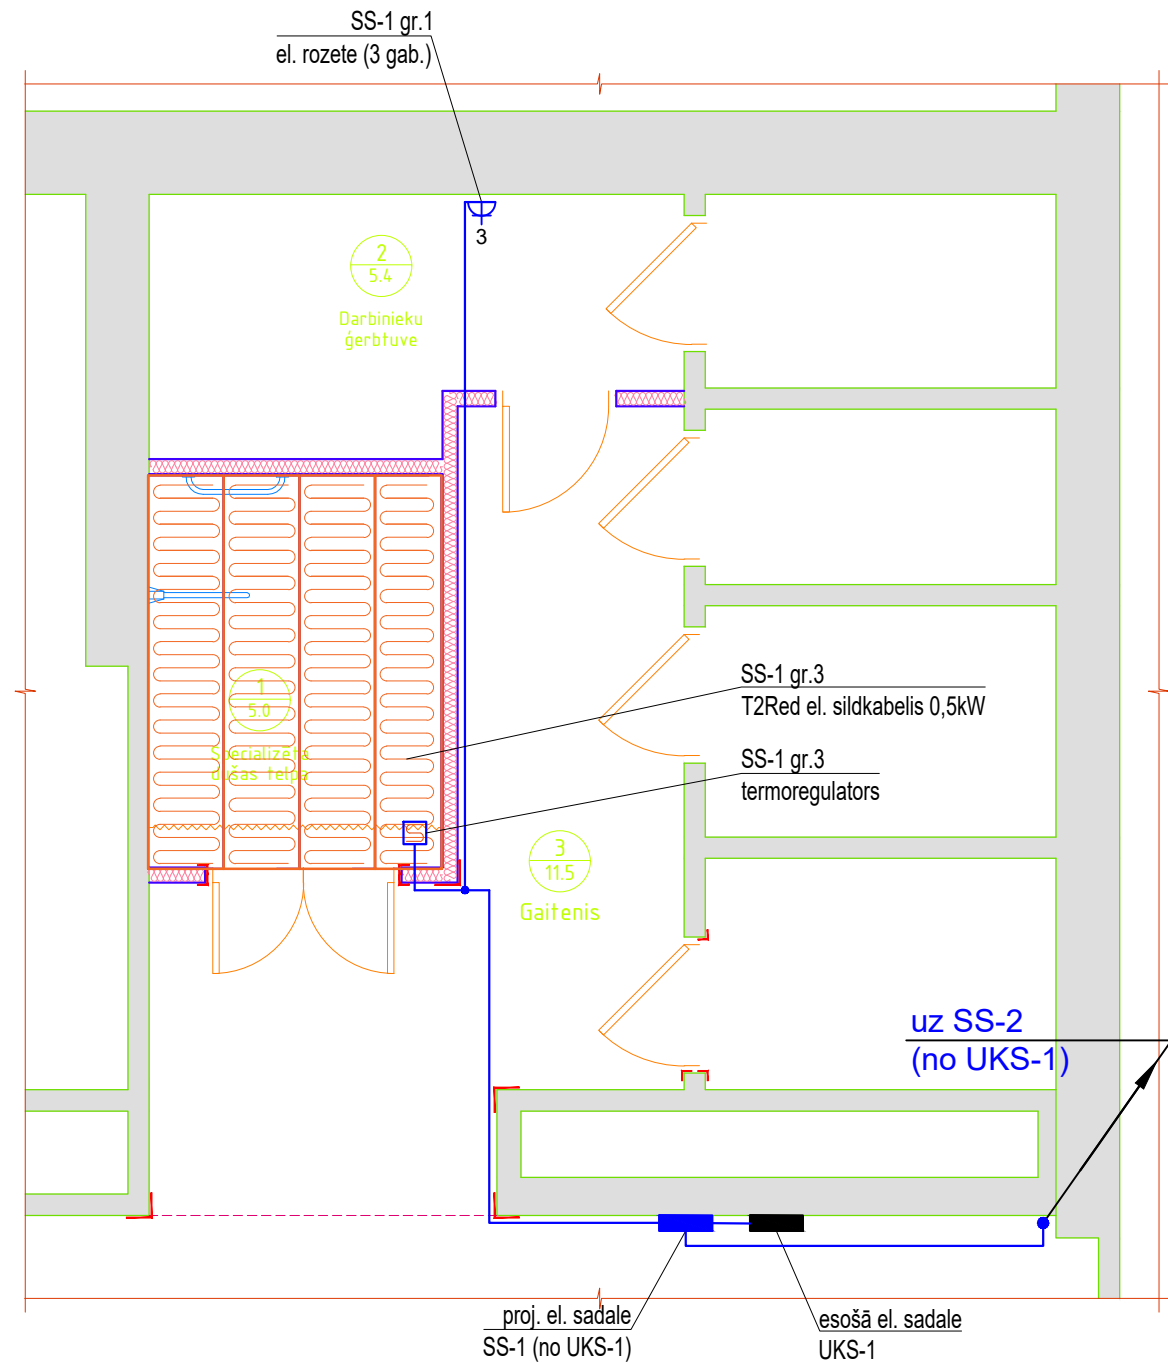 SS-1 gr.1
el. rozete (3 gab.)
3
2
5.4
Darbinieku
ģerbtuve
SS-1 gr.3
T2Red el. sildkabelis 0,5kW
1
5.0
Specializēta
dušas telpa
SS-1 gr.3
termoregulators
3
11.5
Gaitenis
uz SS-2
(no UKS-1)
proj. el. sadale
SS-1 (no UKS-1)
esošā el. sadale
UKS-1